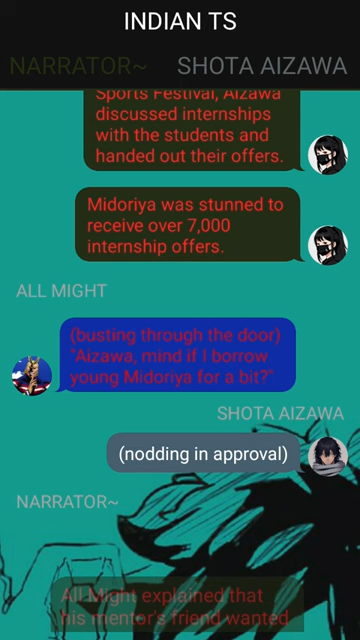 INDIAN TS
NARRATOR~ SHOTA AIZAWA
Sports Festival, Aizawa
discussed internships
with the students and
handed out their offers.
Midoriya was stunned to
receive over 7,000
internship offers.
ALL MIGHT
(busting through the door)
"Aizawa, mind if I borrow
young Midoriya for a bit?"
SHOTA AIZAWA
(nodding in approval)
NARRATOR~
All Might explained that
his mentor's friend wanted